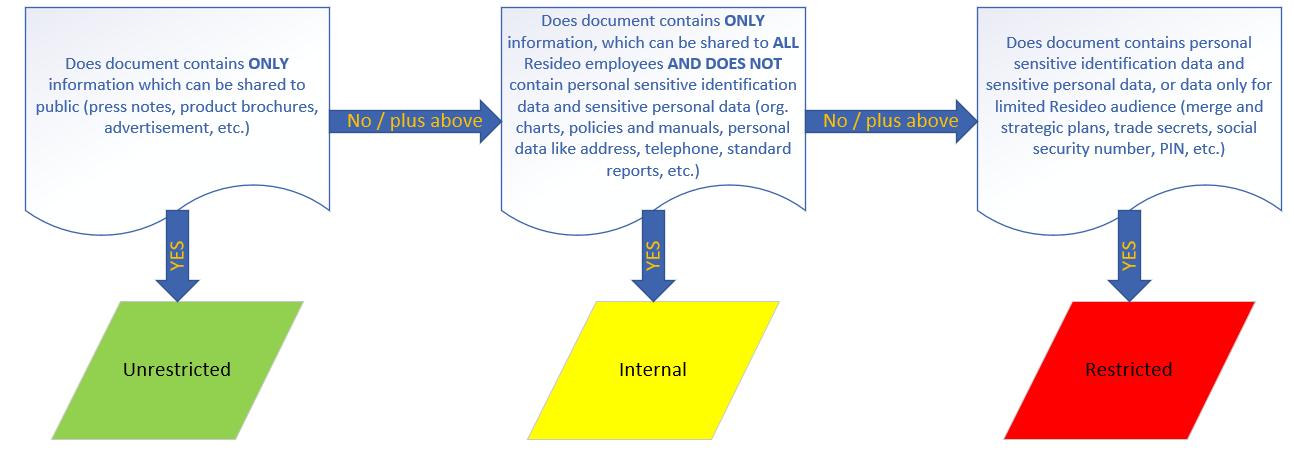 Does document contains ONLY
information which can be shared to
public (press notes, product brochures,
advertisement, etc.)
No / plus above
Does document contains ONLY
information, which can be shared to ALL
Resideo employees AND DOES NOT
contain personal sensitive identification
data and sensitive personal data (org.
charts, policies and manuals, personal
data like address, telephone, standard
reports, etc.)
No / plus above
Does document contains personal
sensitive identification data and
sensitive personal data, or data only for
limited Resideo audience (merge and
strategic plans, trade secrets, social
security number, PIN, etc.)
YES
YES
YES
Unrestricted
Internal
Restricted